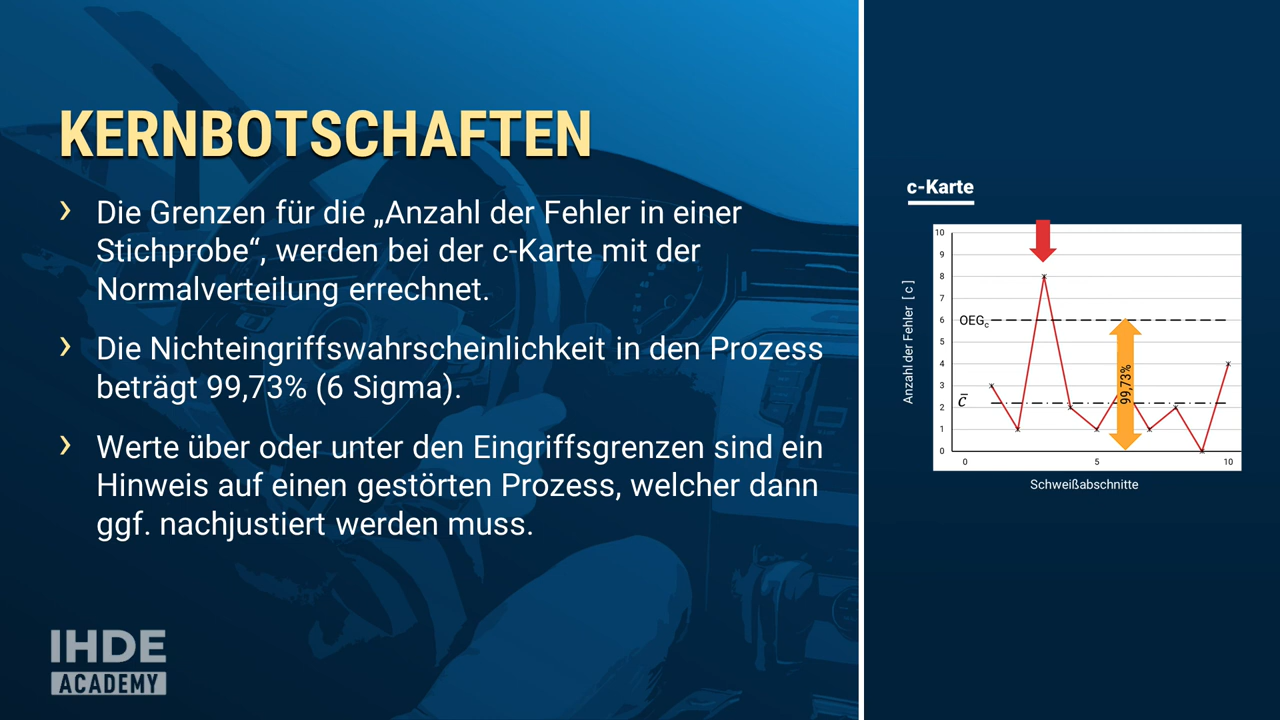 KERNBOTSCHAFTEN
› Die Grenzen für die „Anzahl der Fehler in einer
Stichprobe“, werden bei der c-Karte mit der
Normalverteilung errechnet.
› Die Nichteingriffswahrscheinlichkeit in den Prozess
beträgt 99,73% (6 Sigma).
› Werte über oder unter den Eingriffsgrenzen sind ein
Hinweis auf einen gestörten Prozess, welcher dann
ggf. nachjustiert werden muss.
IHDE
ACADEMY
c-Karte
Anzahl der Fehler [c]
10
9
8
7
6
5
4
3
2
1
0
OEGc
c̅
99,73%
0 5 10
Schweißabschnitte